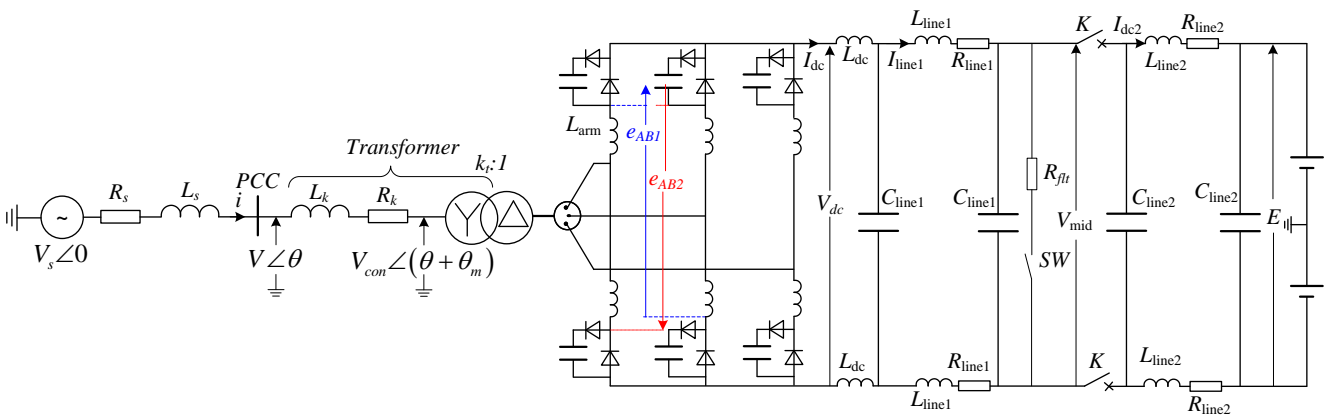 R_s
L_s
PCC
i
V_s∠0
V∠θ
Transformer
L_k
R_k
k_t:1
V_con∠(θ+θ_m)
~
L_arm
e_AB1
e_AB2
I_dc
L_dc
V_dc
L_dc
I_line1
L_line1
R_line1
C_line1
C_line1
L_line1
R_line1
R_flt
SW
V_mid
K
K
I_dc2
L_line2
R_line2
C_line2
C_line2
E
L_line2
R_line2